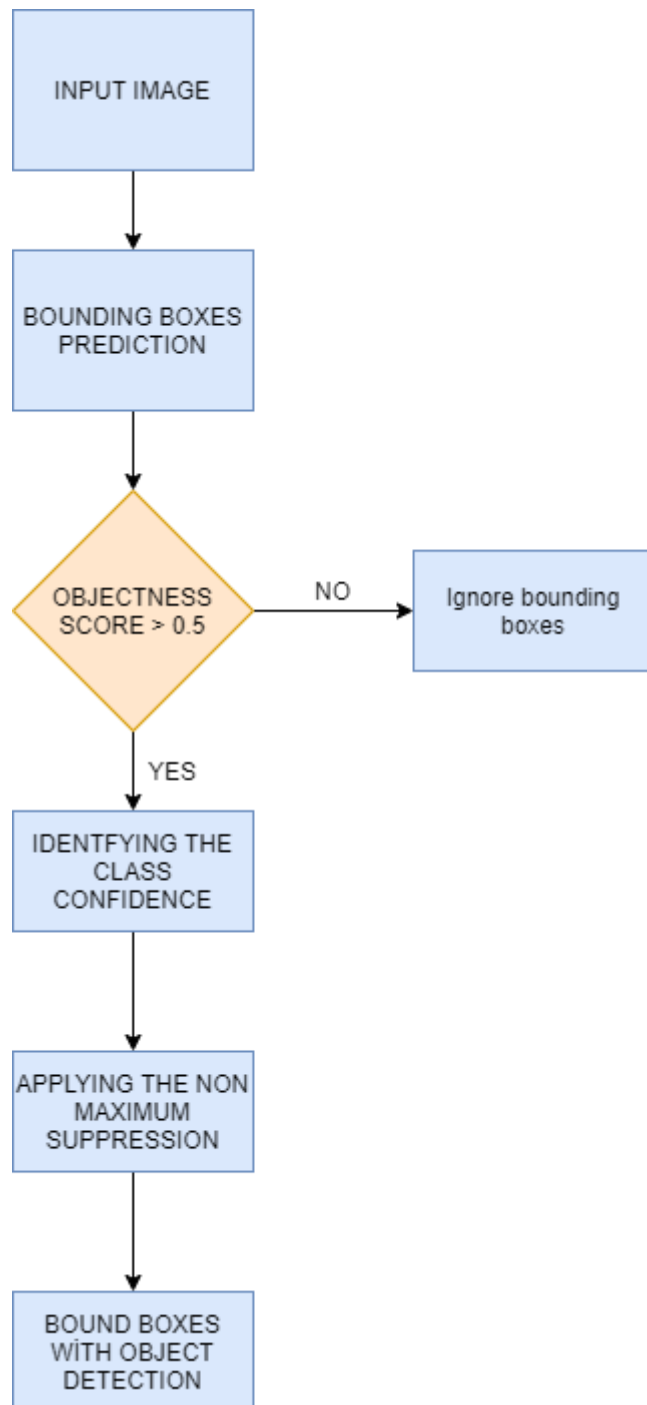 INPUT IMAGE
BOUNDING BOXES
PREDICTION
OBJECTNESS
SCORE > 0.5
NO
Ignore bounding
boxes
YES
IDENTFYING THE
CLASS
CONFIDENCE
APPLYING THE NON
MAXIMUM
SUPPRESSION
BOUND BOXES
WİTH OBJECT
DETECTION